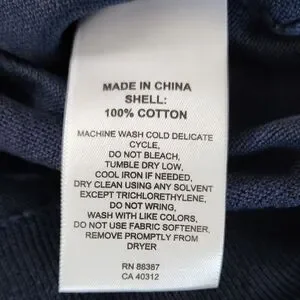 MADE IN CHINA
SHELL:
100% COTTON
MACHINE WASH COLD DELICATE
CYCLE,
DO NOT BLEACH,
TUMBLE DRY LOW,
COOL IRON IF NEEDED,
DRY CLEAN USING ANY SOLVENT
EXCEPT TRICHLORETHYLENE,
DO NOT WRING,
WASH WITH LIKE COLORS,
DO NOT USE FABRIC SOFTENER,
REMOVE PROMPTLY FROM
DRYER
RN 88387
CA 40312